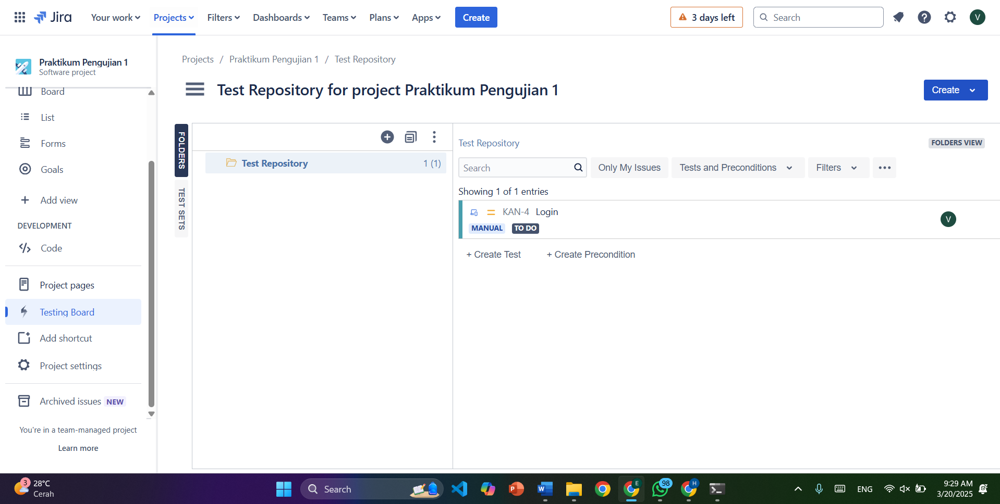 Jira
Your work
Projects
Filters
Dashboards
Teams
Plans
Apps
Create
3 days left
Search
V
Praktikum Pengujian 1
Software project
Board
List
Forms
Goals
Add view
DEVELOPMENT
Code
Project pages
Testing Board
Add shortcut
Project settings
Archived issues NEW
You're in a team-managed project
Learn more
Projects / Praktikum Pengujian 1 / Test Repository
Test Repository for project Praktikum Pengujian 1
Create
FOLDERS
TEST SETS
Test Repository 1 (1)
Test Repository
FOLDERS VIEW
Search
Only My Issues
Tests and Preconditions
Filters
Showing 1 of 1 entries
KAN-4 Login
MANUAL TO DO
V
+ Create Test
+ Create Precondition
3
28°C
Cerah
Search
P
W
E
98
H
ENG
9:29 AM
3/20/2025